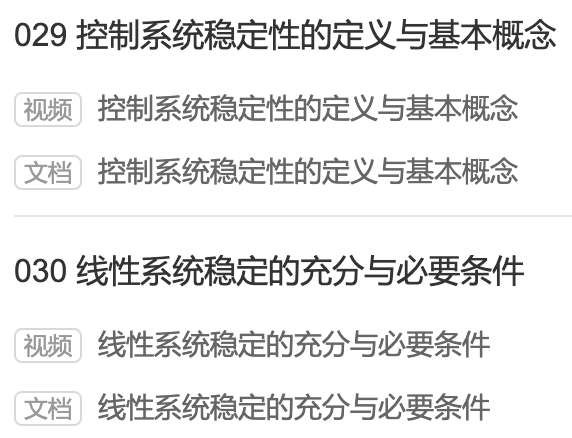 029 控制系统稳定性的定义与基本概念
视频 控制系统稳定性的定义与基本概念
文档 控制系统稳定性的定义与基本概念
030 线性系统稳定的充分与必要条件
视频 线性系统稳定的充分与必要条件
文档 线性系统稳定的充分与必要条件